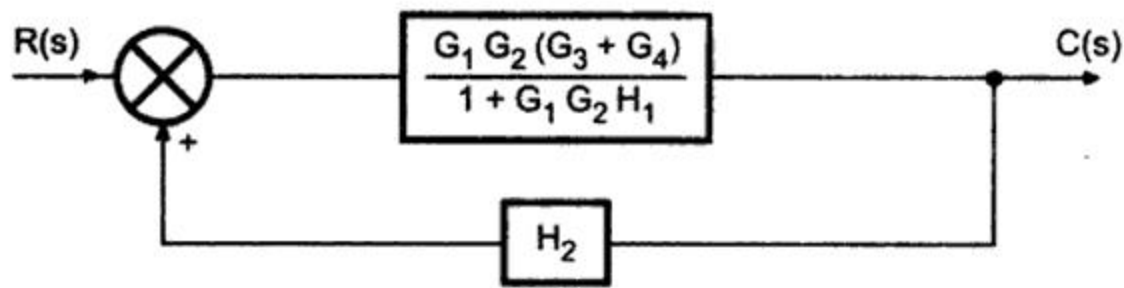 R(s)
G₁ G₂ (G₃ + G₄)
1 + G₁ G₂ H₁
C(s)
+
H₂